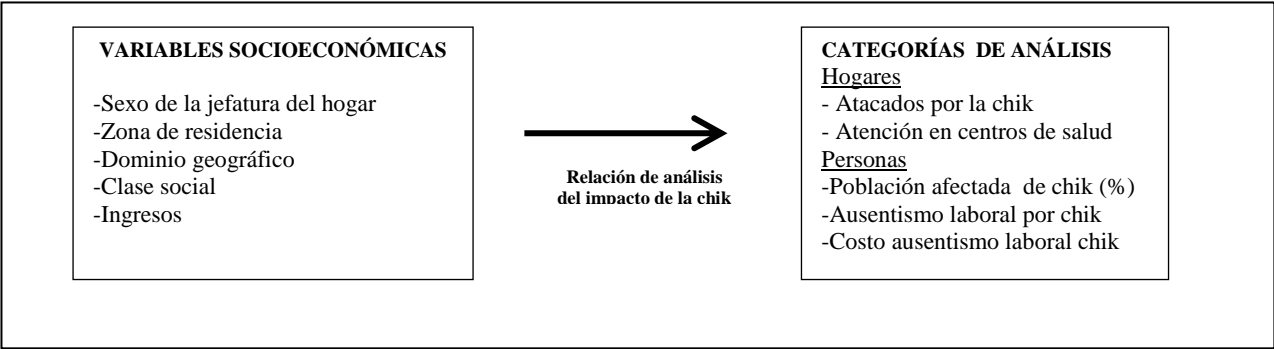 VARIABLES SOCIOECONÓMICAS
-Sexo de la jefatura del hogar
-Zona de residencia
-Dominio geográfico
-Clase social
-Ingresos
Relación de análisis
del impacto de la chik
CATEGORÍAS DE ANÁLISIS
Hogares
- Atacados por la chik
- Atención en centros de salud
Personas
-Población afectada de chik (%)
-Ausentismo laboral por chik
-Costo ausentismo laboral chik